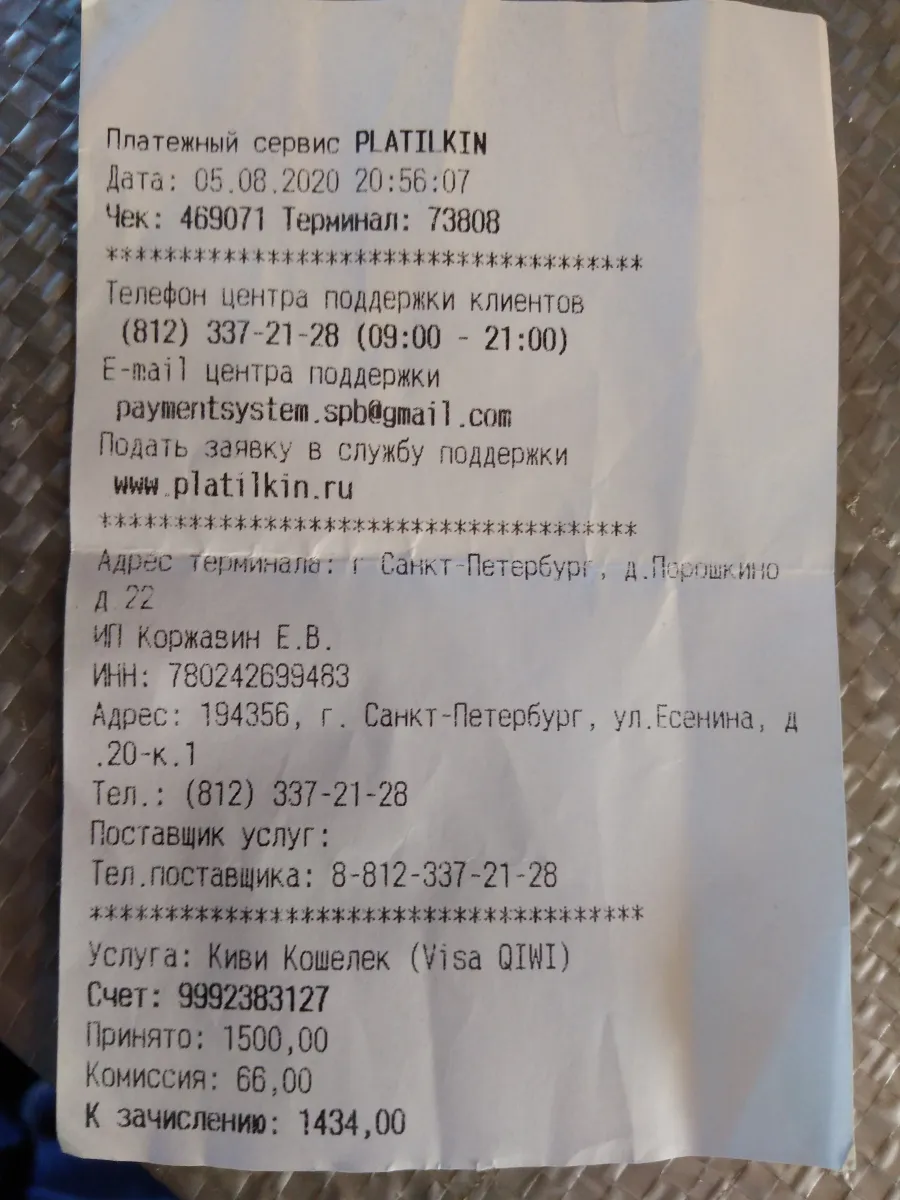 Платежный сервис PLATILKIN
Дата: 05.08.2020 20:56:07
Чек: 469071 Терминал: 73808
*************************************
Телефон центра поддержки клиентов
(812) 337-21-28 (09:00 - 21:00)
E-mail центра поддержки
paymentsystem.spb@gmail.com
Подать заявку в службу поддержки
www.platilkin.ru
*************************************
Адрес терминала: г Санкт-Петербург, д.Порошкино
д 22
ИП Коржавин Е.В.
ИНН: 780242699483
Адрес: 194356, г. Санкт-Петербург, ул.Есенина, д
.20-к.1
Тел.: (812) 337-21-28
Поставщик услуг:
Тел.поставщика: 8-812-337-21-28
*************************************
Услуга: Киви Кошелек (Visa QIWI)
Счет: 9992383127
Принято: 1500,00
Комиссия: 66,00
К зачислению: 1434,00